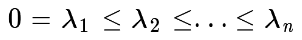 0 = λ₁ ≤ λ₂ ≤… ≤ λₙ